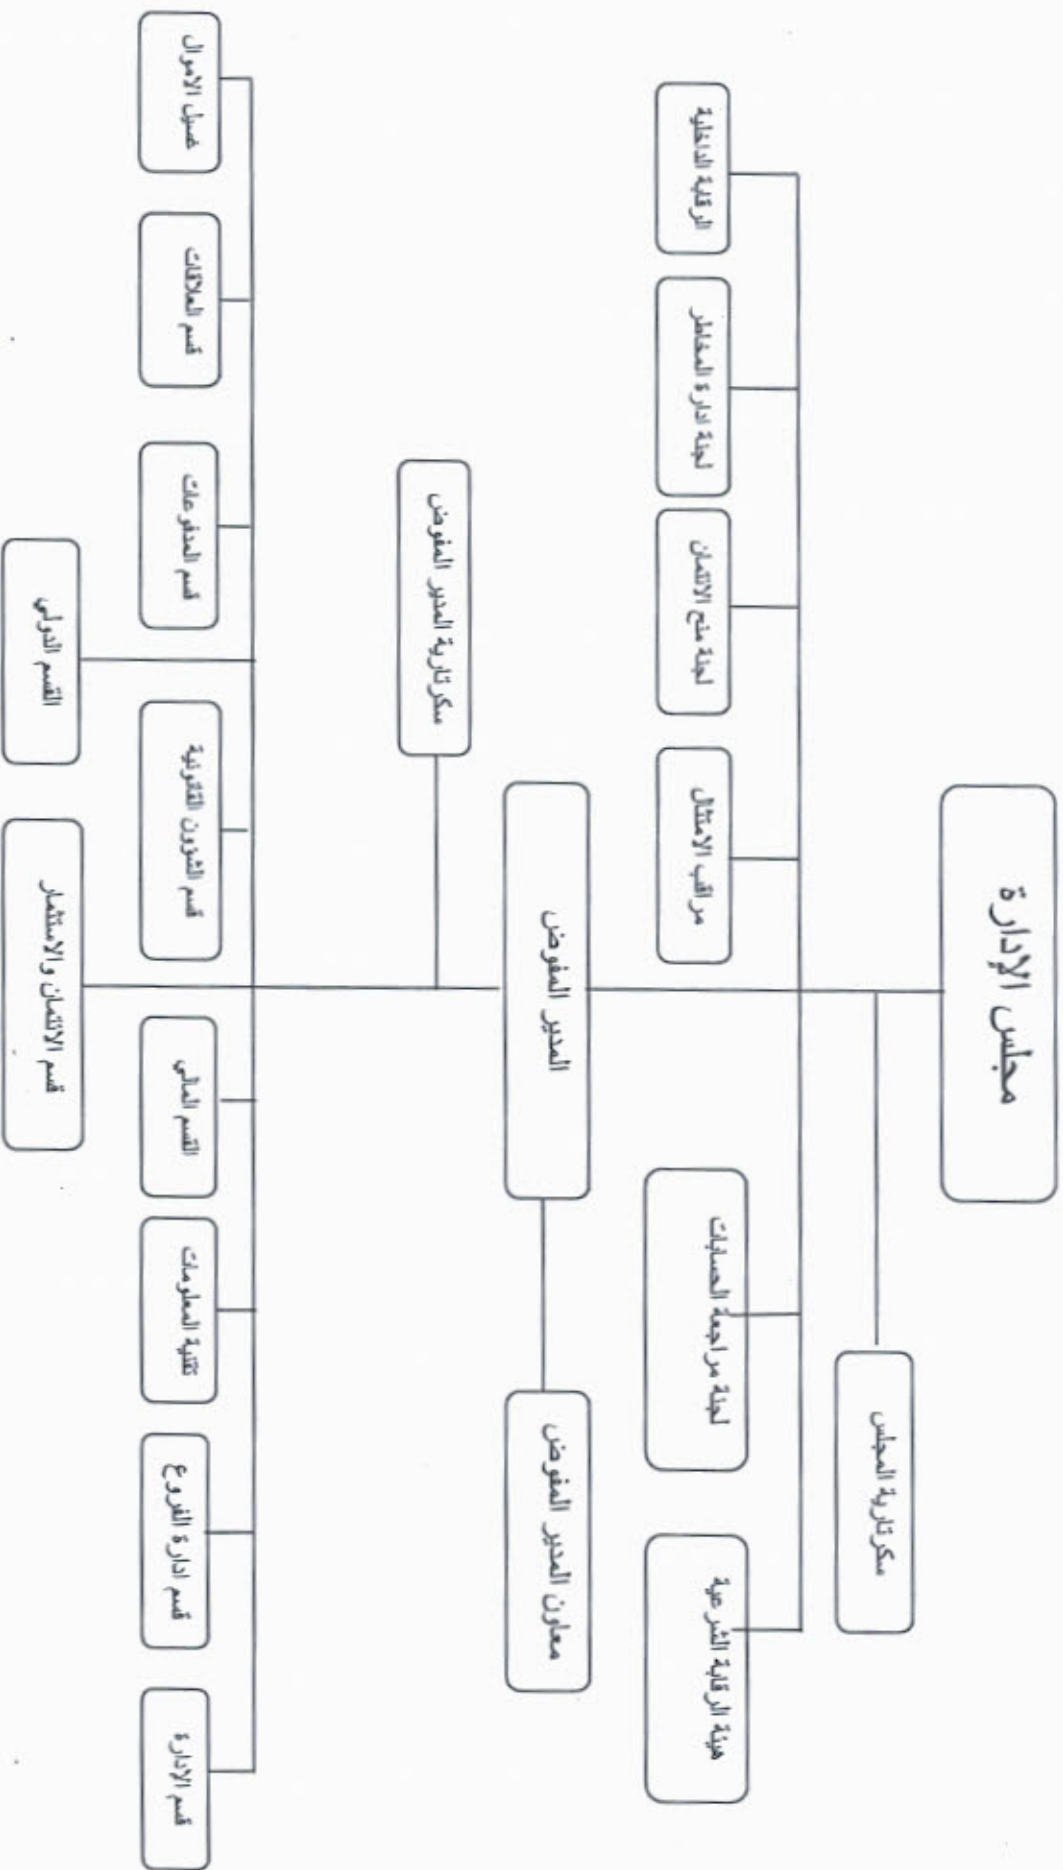 مجلس الإدارة
سكرتارية المجلس
هيئة الرقابة الشرعية
لجنة مراجعة الحسابات
مراقب الامتثال
لجنة منح الائتمان
لجنة ادارة المخاطر
الرقابة الداخلية
معاون المدير المفوض
المدير المفوض
سكرتارية المدير المفوض
قسم الإدارة
قسم ادارة الفروع
تقنية المعلومات
القسم المالي
قسم الشؤون القانونية
قسم المدفوعات
قسم العلاقات
غسيل الاموال
قسم الائتمان والاستثمار
القسم الدولي